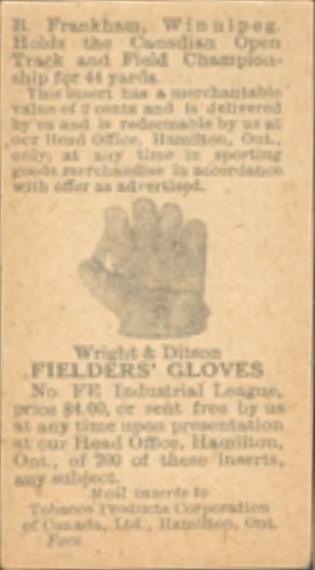 R. Frankham, Winnipeg.
Holds the Canadian Open
Track and Field Champion-
ship for 44 yards.
This insert has a merchantable
value of 2 cents and is delivered
by us and is redeemable by us at
our Head Office, Hamilton, Ont.,
only, at any time in sporting
goods merchandise in accordance
with offer as advertised.
Wright & Ditson
FIELDERS' GLOVES
No. FE Industrial League,
price $4.00, or sent free by us
at any time upon presentation
at our Head Office, Hamilton,
Ont., of 200 of these inserts,
any subject.
Mail inserts to
Tobacco Products Corporation
of Canada, Ltd., Hamilton, Ont.